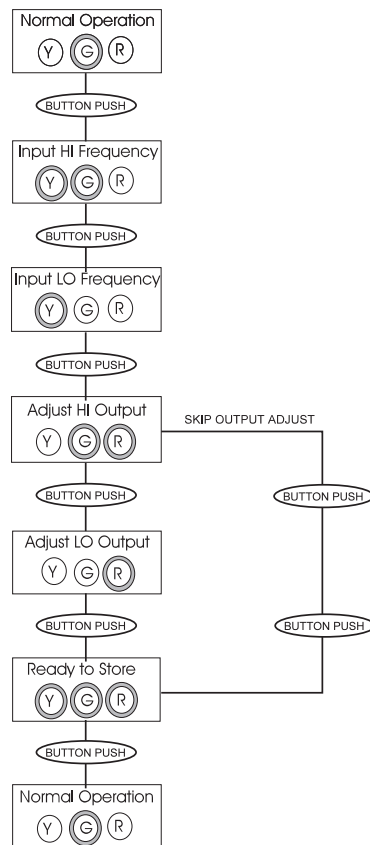 Normal Operation
Y G R
BUTTON PUSH
Input HI Frequency
Y G R
BUTTON PUSH
Input LO Frequency
Y G R
BUTTON PUSH
Adjust HI Output
Y G R
SKIP OUTPUT ADJUST
BUTTON PUSH
BUTTON PUSH
Adjust LO Output
Y G R
BUTTON PUSH
BUTTON PUSH
Ready to Store
Y G R
BUTTON PUSH
Normal Operation
Y G R